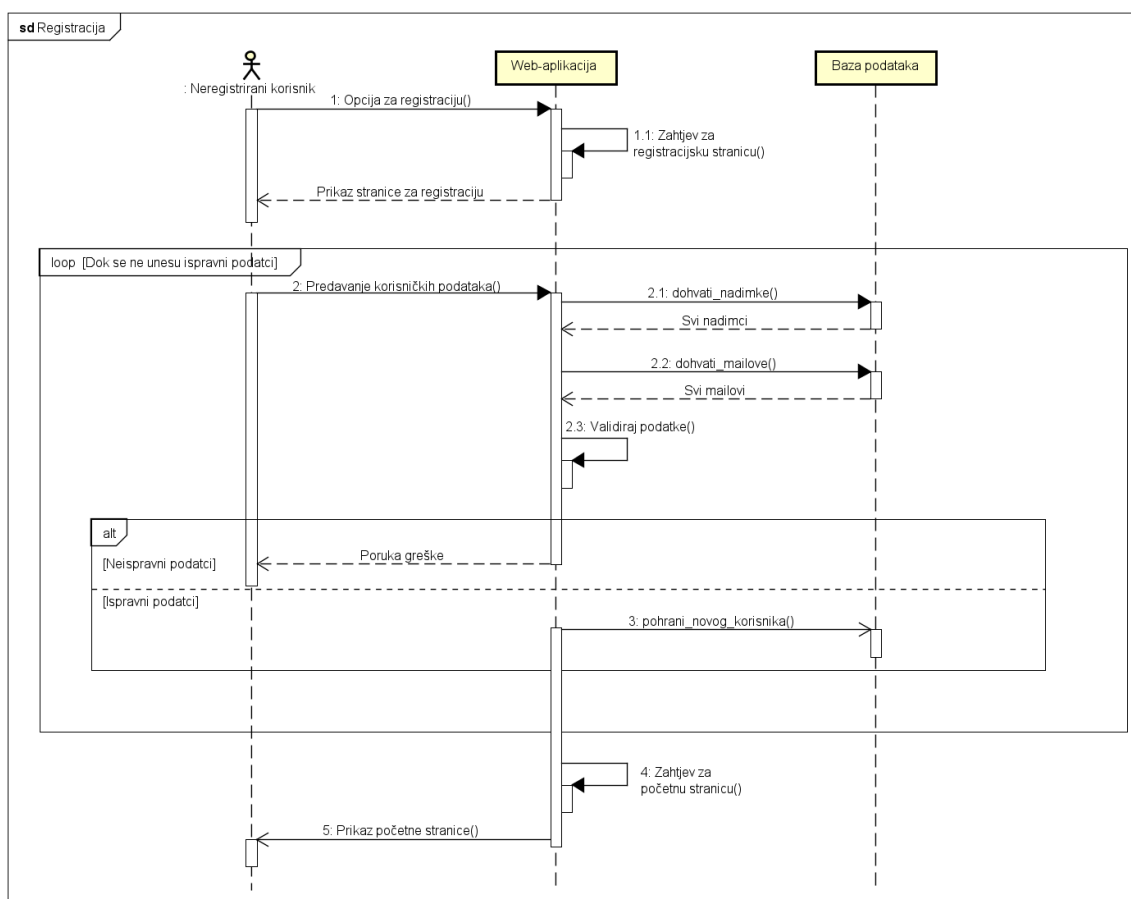 sd Registracija
Web-aplikacija
Baza podataka
: Neregistrirani korisnik
1: Opcija za registraciju()
1.1: Zahtjev za
registracijsku stranicu()
Prikaz stranice za registraciju
loop [Dok se ne unesu ispravni podatci]
2: Predavanje korisničkih podataka()
2.1: dohvati_nadimke()
Svi nadimci
2.2: dohvati_mailove()
Svi mailovi
2.3: Validiraj podatke()
alt
[Neispravni podatci]
Poruka greške
[Ispravni podatci]
3: pohrani_novog_korisnika()
4: Zahtjev za
početnu stranicu()
5: Prikaz početne stranice()